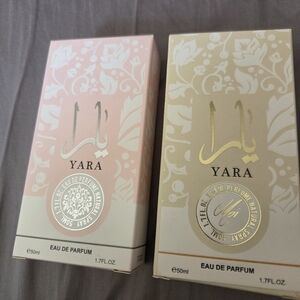 يارا
YARA
EAU DE PARFUM
℮50ml
1.7FL.OZ.
يارا
YARA
EAU DE PARFUM
℮50ml
1.7FL.OZ.